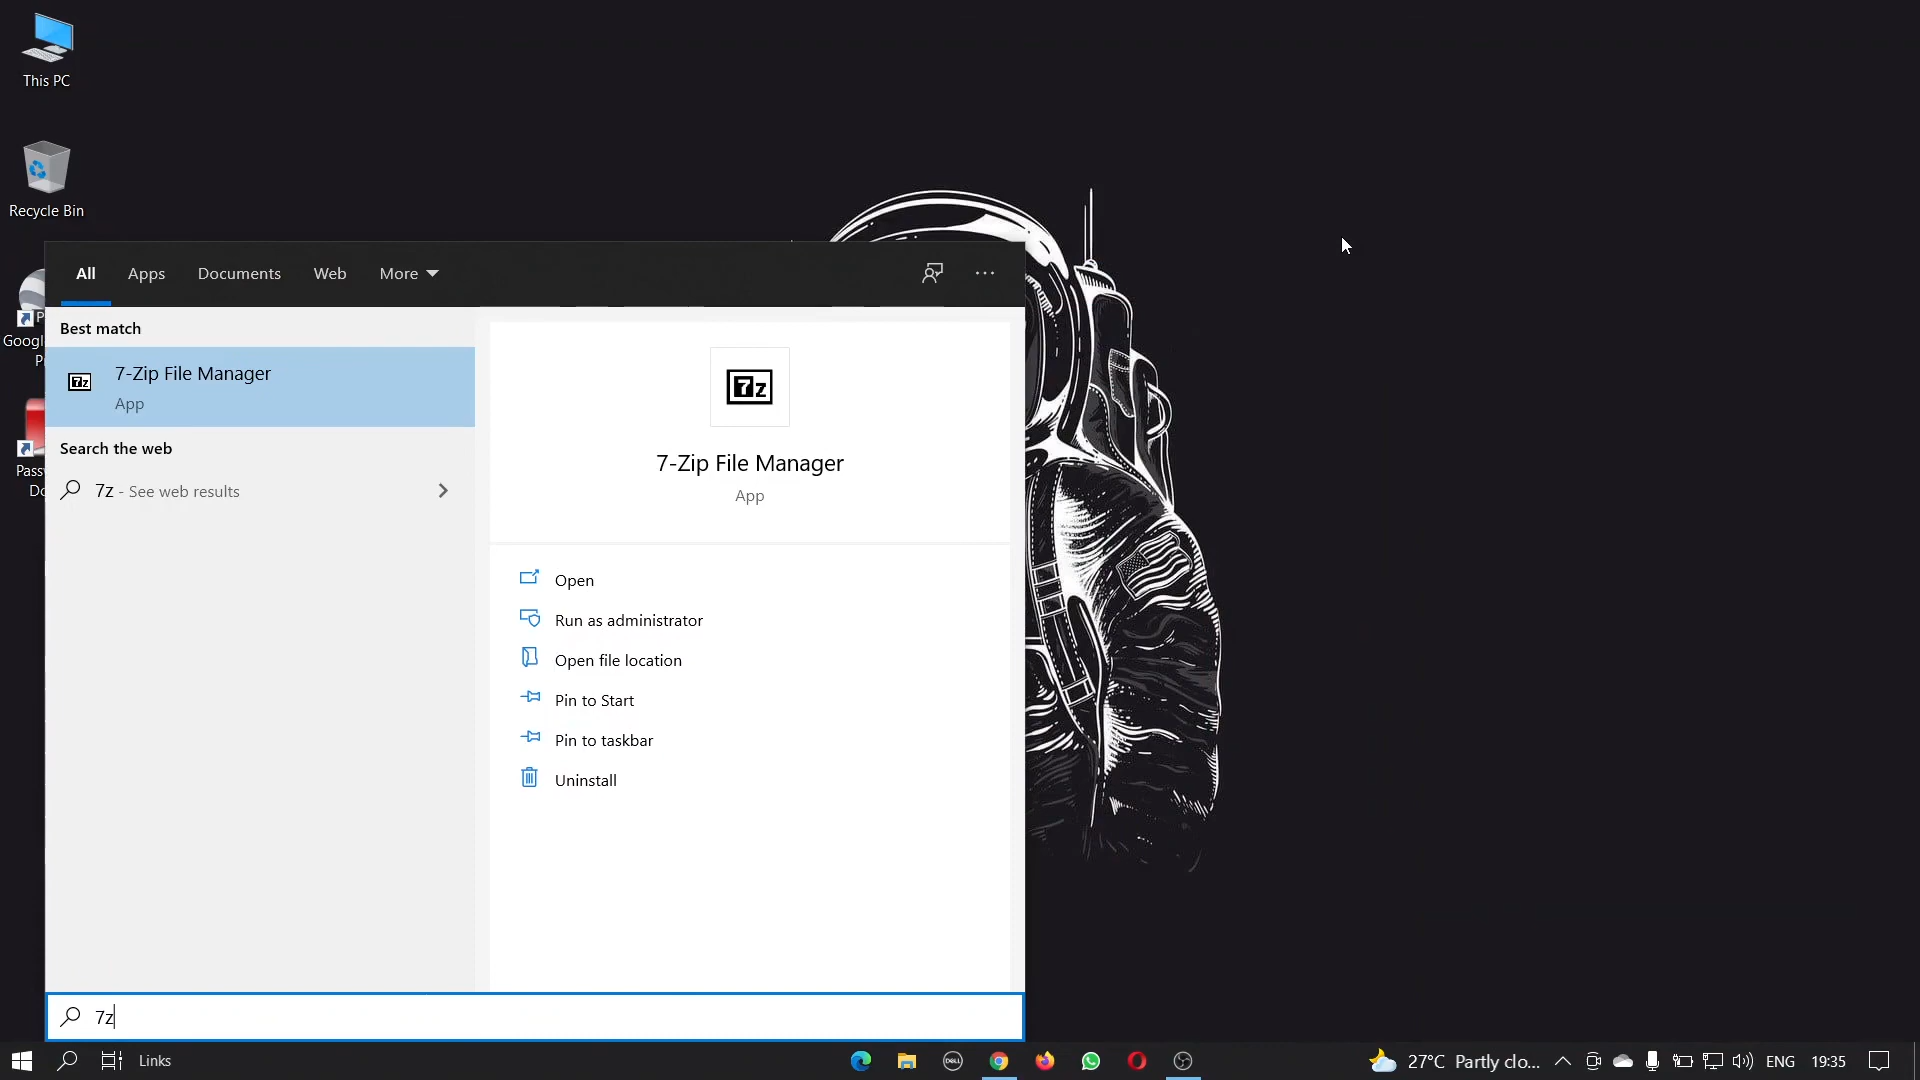 This PC
Recycle Bin
All
Apps
Documents
Web
More
Best match
7-Zip File Manager
App
Search the web
7z - See web results
7z
7-Zip File Manager
App
Open
Run as administrator
Open file location
Pin to Start
Pin to taskbar
Uninstall
7z
Links
DELL
27°C Partly clo...
ENG
19:35